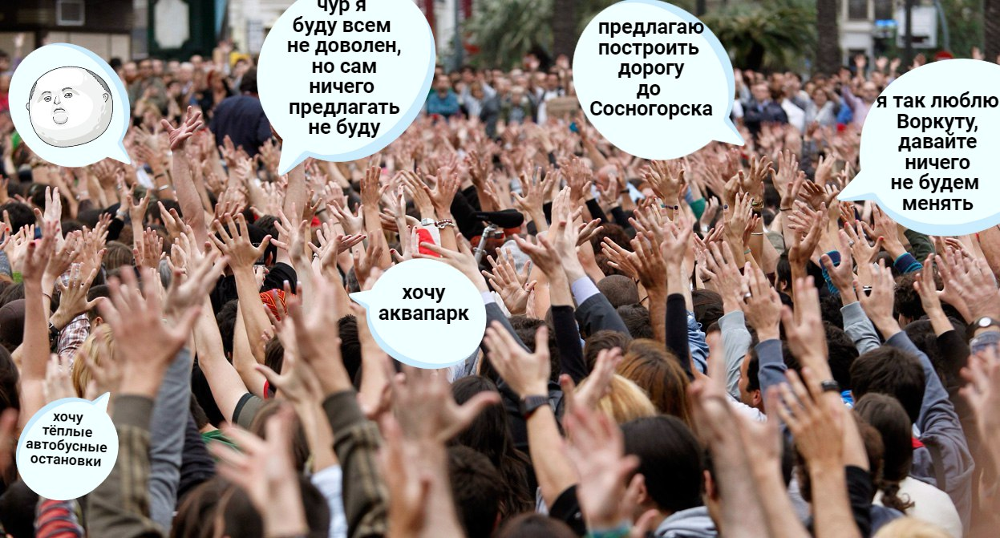 чур я
буду всем
не доволен,
но сам
ничего
предлагать
не буду
предлагаю
построить
дорогу
до
Сосногорска
я так люблю
Воркуту,
давайте
ничего
не будем
менять
хочу
аквапарк
хочу
тёплые
автобусные
остановки